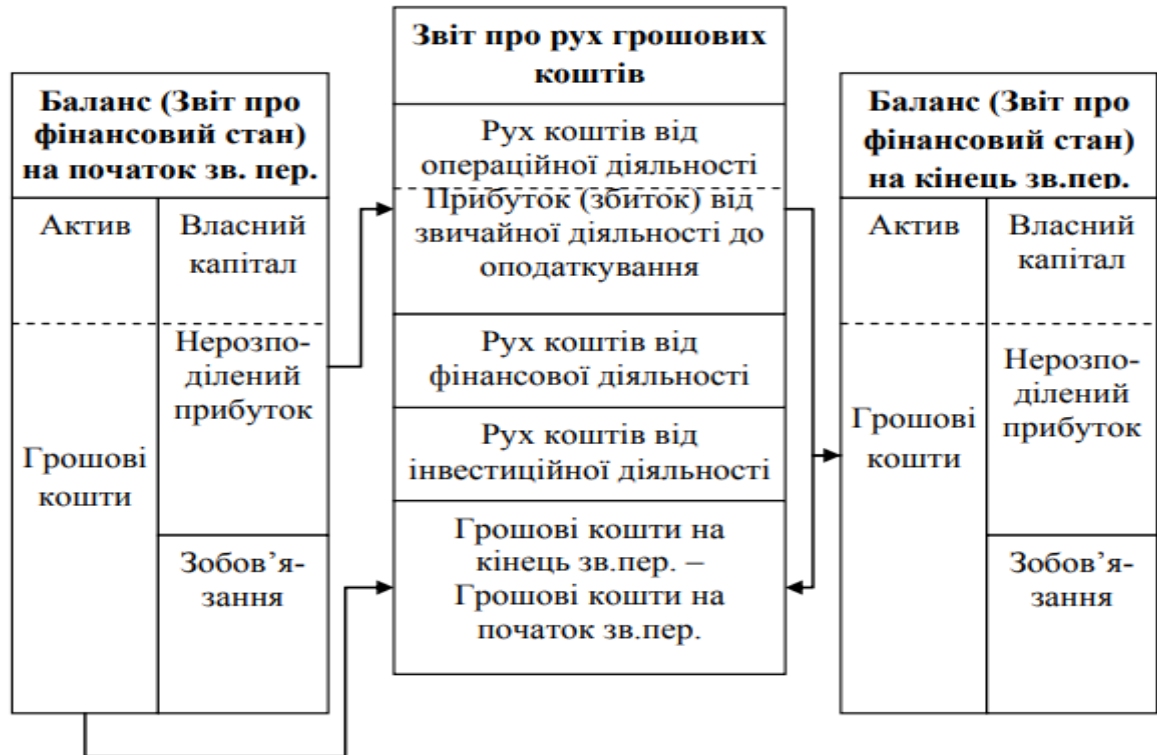 Баланс (Звіт про
фінансовий стан)
на початок зв. пер.
Актив
Грошові
кошти
Власний
капітал
Нерозпо-
ділений
прибуток
Зобов’я-
зання
Звіт про рух грошових
коштів
Рух коштів від
операційної діяльності
Прибуток (збиток) від
звичайної діяльності до
оподаткування
Рух коштів від
фінансової діяльності
Рух коштів від
інвестиційної діяльності
Грошові кошти на
кінець зв.пер. –
Грошові кошти на
початок зв.пер.
Баланс (Звіт про
фінансовий стан)
на кінець зв.пер.
Актив
Грошові
кошти
Власний
капітал
Нерозпо-
ділений
прибуток
Зобов’я-
зання